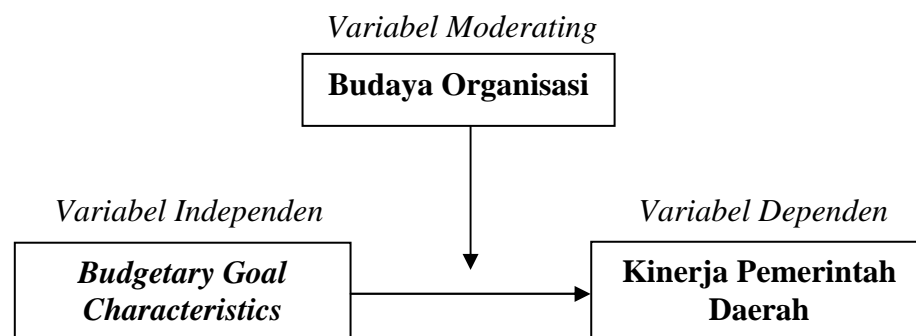 Variabel Moderating
Budaya Organisasi
Variabel Independen
Budgetary Goal
Characteristics
Variabel Dependen
Kinerja Pemerintah
Daerah